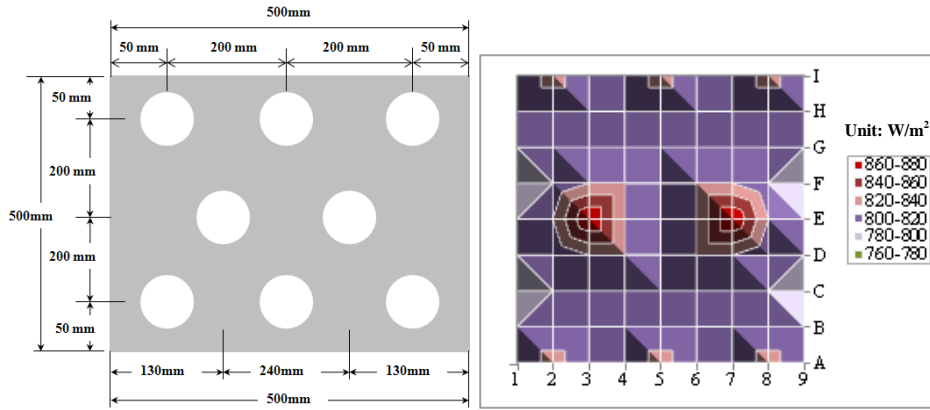 500mm
50 mm
200 mm
200 mm
50 mm
50 mm
200 mm
500mm
200 mm
50 mm
130mm
240mm
130mm
500mm
I
H
G
F
E
D
C
B
A
1 2 3 4 5 6 7 8 9
Unit: W/m²
860-880
840-860
820-840
800-820
780-800
760-780